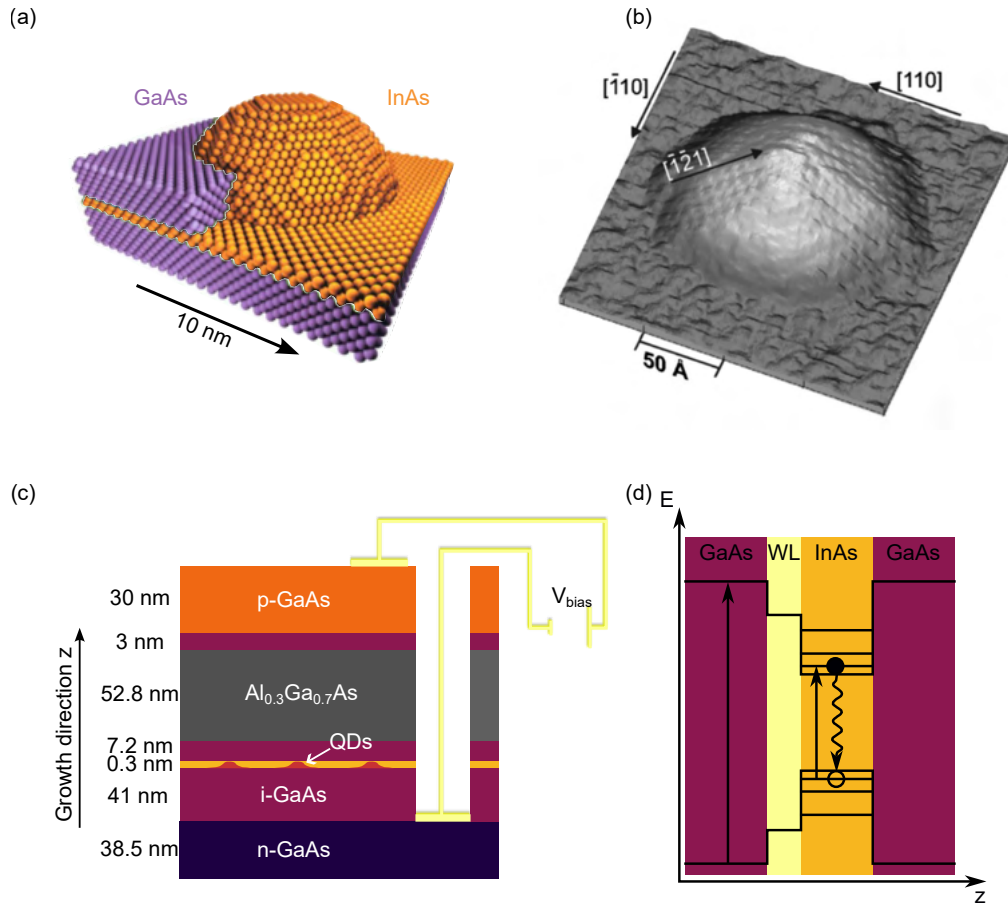 (a)
GaAs
InAs
10 nm
(b)
[1̄10]
[110]
[1̄2̄1]
50 Å
(c)
Growth direction z
30 nm
p-GaAs
3 nm
52.8 nm
Al₀.₃Ga₀.₇As
7.2 nm
QDs
0.3 nm
41 nm
i-GaAs
38.5 nm
n-GaAs
V_bias
(d)
E
GaAs WL InAs GaAs
z